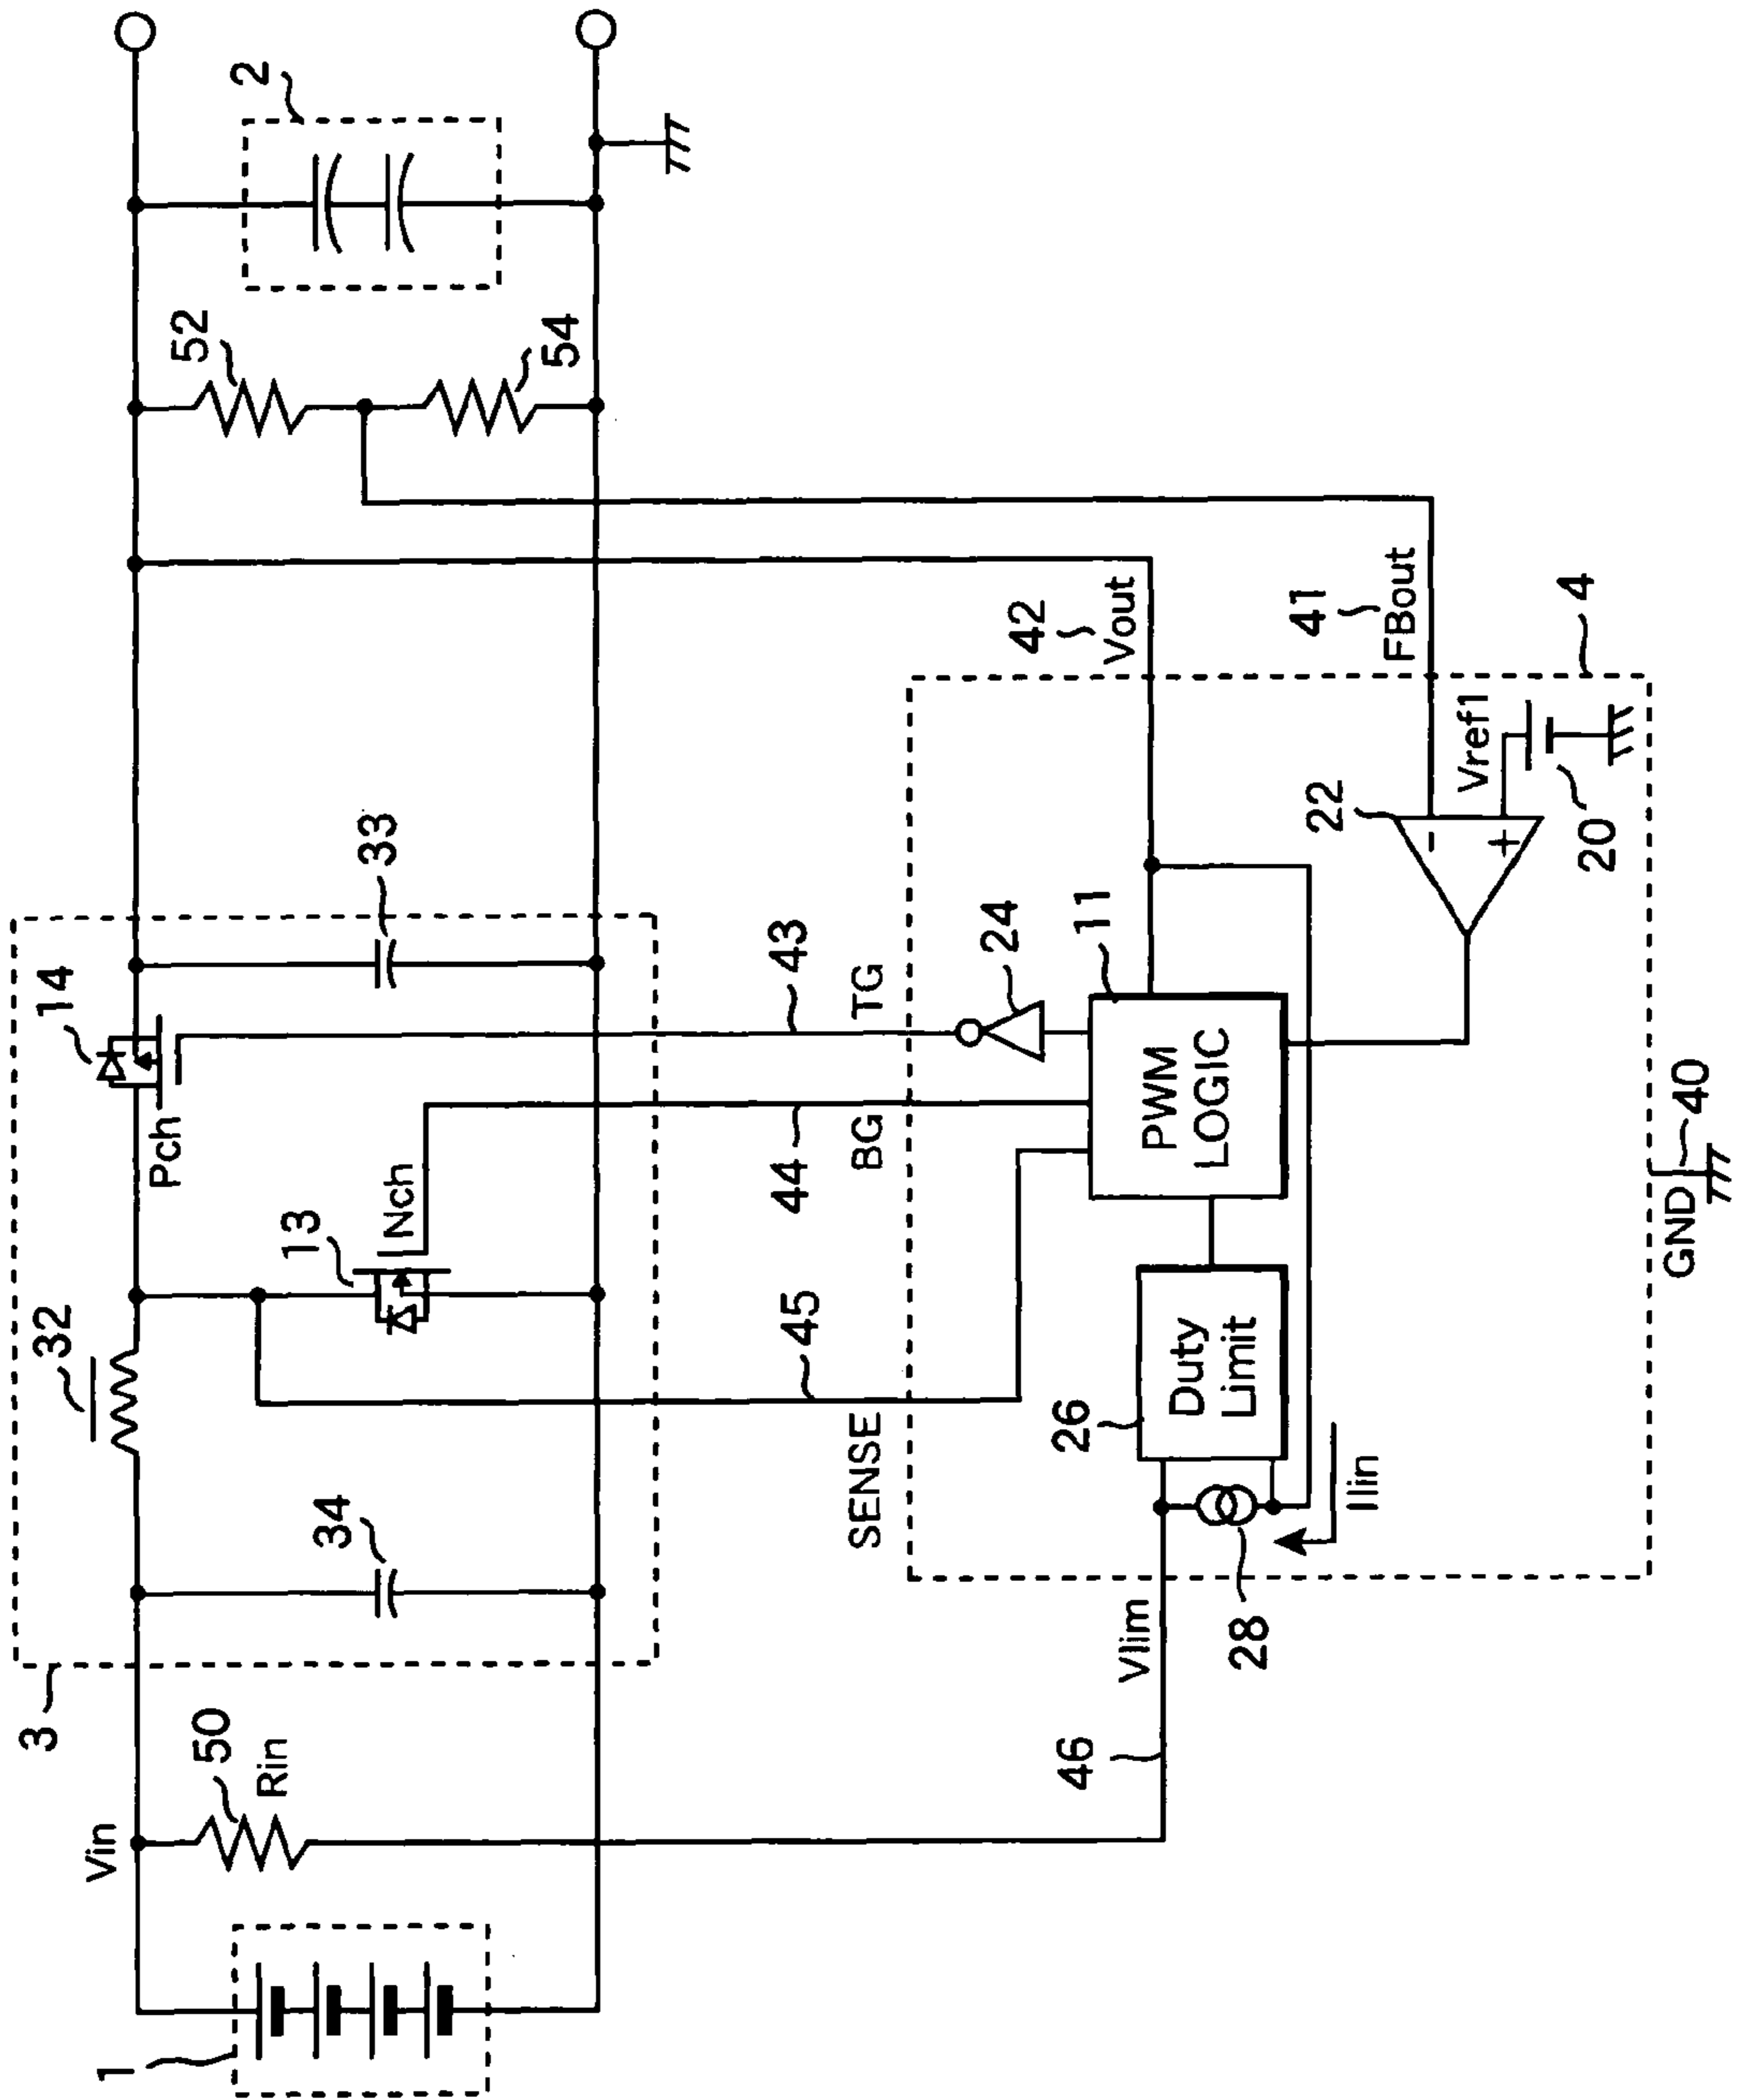 3
32
14
33
34
13
Nch
Pch
2
52
54
1
Vin
50
Rin
SENSE
45
44
BG
TG
43
42
Vout
41
FBout
4
46
Vlim
26
Duty
Limit
28
Iin
PWM
LOGIC
11
24
22
-
+
Vref1
20
GND
40